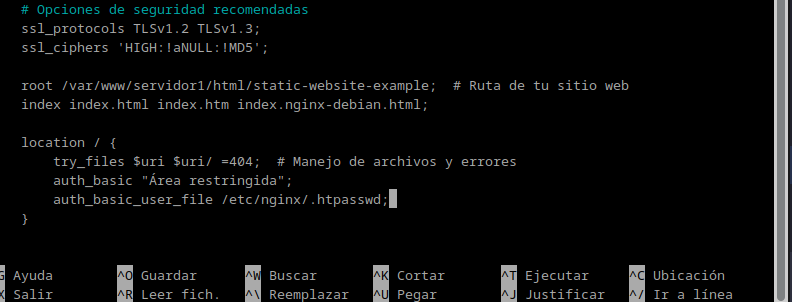 # Opciones de seguridad recomendadas
ssl_protocols TLSv1.2 TLSv1.3;
ssl_ciphers 'HIGH:!aNULL:!MD5';
root /var/www/servidor1/html/static-website-example;  # Ruta de tu sitio web
index index.html index.htm index.nginx-debian.html;
location / {
    try_files $uri $uri/ =404;  # Manejo de archivos y errores
    auth_basic "Área restringida";
    auth_basic_user_file /etc/nginx/.htpasswd;
}
G Ayuda ^O Guardar ^W Buscar ^K Cortar ^T Ejecutar ^C Ubicación
X Salir ^R Leer fich. ^\ Reemplazar ^U Pegar ^J Justificar ^/ Ir a línea